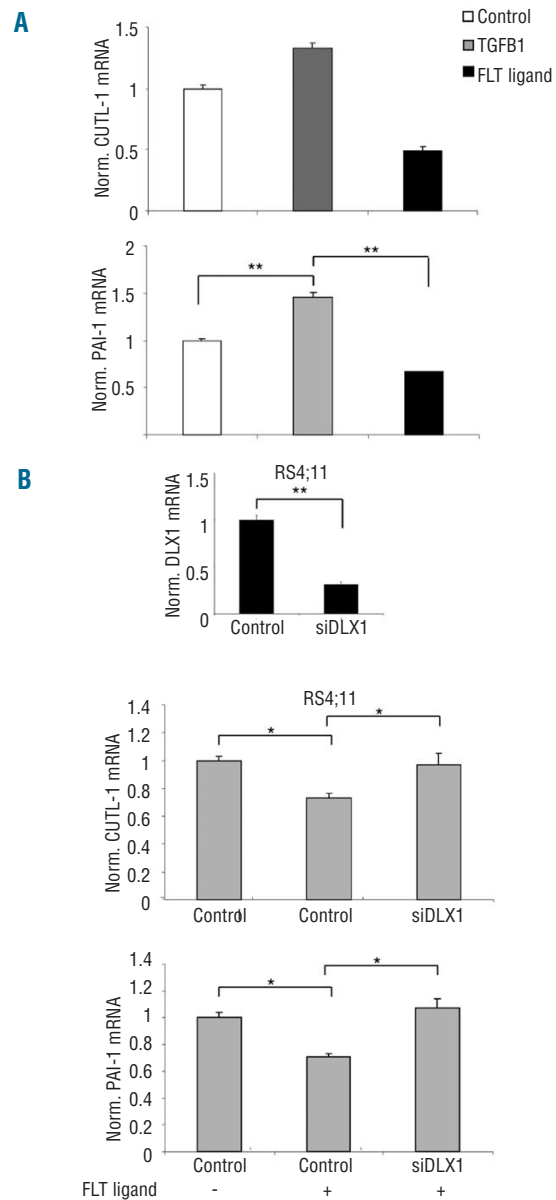 A
Control
TGFB1
FLT ligand
Norm. CUTL-1 mRNA
1.5
1
0.5
0
Norm. PAI-1 mRNA
2
1.5
1
0.5
** **
B
RS4;11
Norm. DLX1 mRNA
1.5
1
0.5
0
**
Control siDLX1
RS4;11
Norm. CUTL-1 mRNA
1.4
1.2
1
0.8
0.6
0.4
0.2
0
* *
Control Control siDLX1
Norm. PAI-1 mRNA
1.4
1.2
1
0.8
0.6
0.4
0.2
0
* *
Control Control siDLX1
FLT ligand - + +